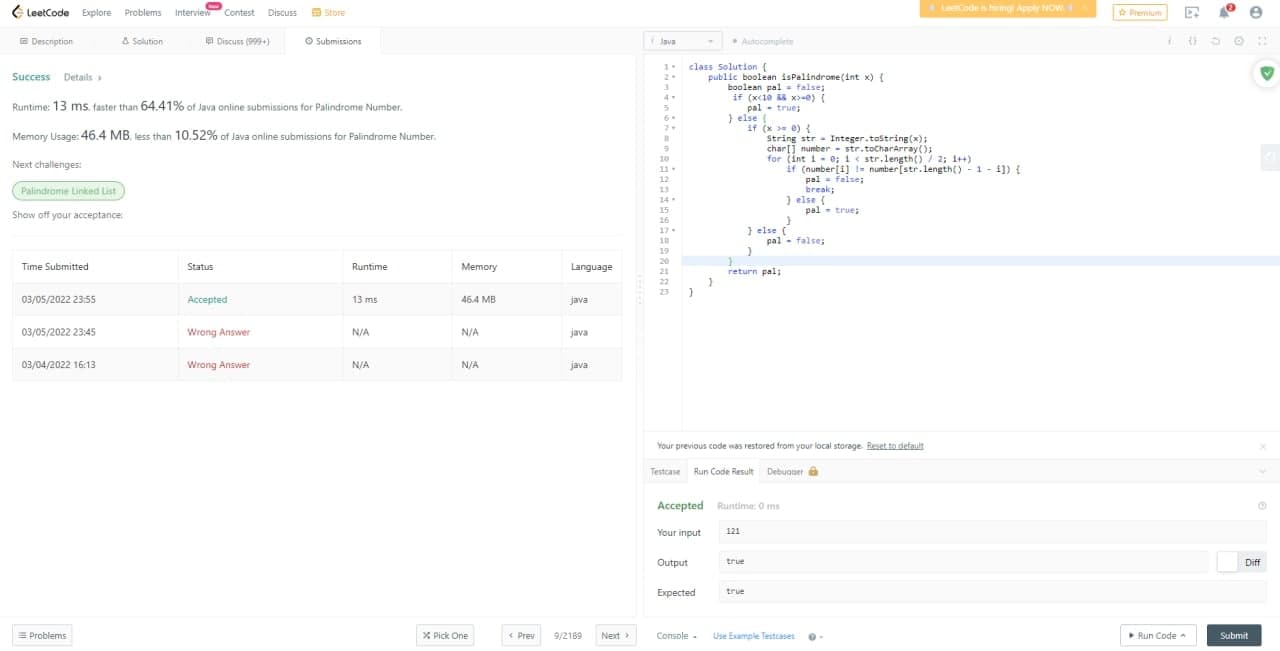 LeetCode Explore Problems Interview New Contest Discuss Store
LeetCode is hiring! Apply NOW.
Premium 2
Description Solution Discuss (999+) Submissions
Success Details
Runtime: 13 ms, faster than 64.41% of Java online submissions for Palindrome Number.
Memory Usage: 46.4 MB, less than 10.52% of Java online submissions for Palindrome Number.
Next challenges:
Palindrome Linked List
Show off your acceptance:
Time Submitted Status Runtime Memory Language
03/05/2022 23:55 Accepted 13 ms 46.4 MB java
03/05/2022 23:45 Wrong Answer N/A N/A java
03/04/2022 16:13 Wrong Answer N/A N/A java
Problems Pick One < Prev 9/2189 Next >
i Java Autocomplete i {}
1 class Solution {
2 public boolean isPalindrome(int x) {
3 boolean pal = false;
4 if (x<10 && x>=0) {
5 pal = true;
6 } else {
7 if (x >= 0) {
8 String str = Integer.toString(x);
9 char[] number = str.toCharArray();
10 for (int i = 0; i < str.length() / 2; i++)
11 if (number[i] != number[str.length() - 1 - i]) {
12 pal = false;
13 break;
14 } else {
15 pal = true;
16 }
17 } else {
18 pal = false;
19 }
20 }
21 return pal;
22 }
23 }
Your previous code was restored from your local storage. Reset to default
Testcase Run Code Result Debugger
Accepted Runtime: 0 ms
Your input 121
Output true Diff
Expected true
Console Use Example Testcases Run Code Submit